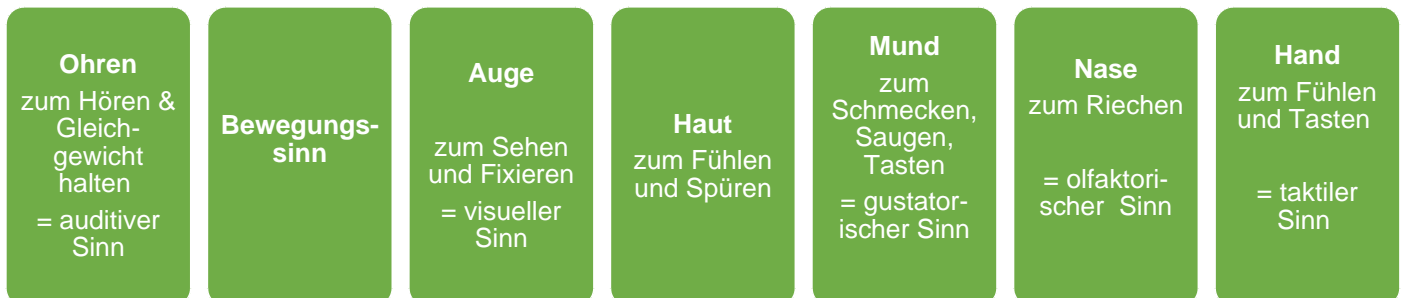 Ohren
zum Hören &
Gleich-
gewicht
halten
= auditiver
Sinn
Bewegungs-
sinn
Auge
zum Sehen
und Fixieren
= visueller
Sinn
Haut
zum Fühlen
und Spüren
Mund
zum
Schmecken,
Saugen,
Tasten
= gustator-
ischer Sinn
Nase
zum Riechen
= olfaktori-
scher Sinn
Hand
zum Fühlen
und Tasten
= taktiler
Sinn